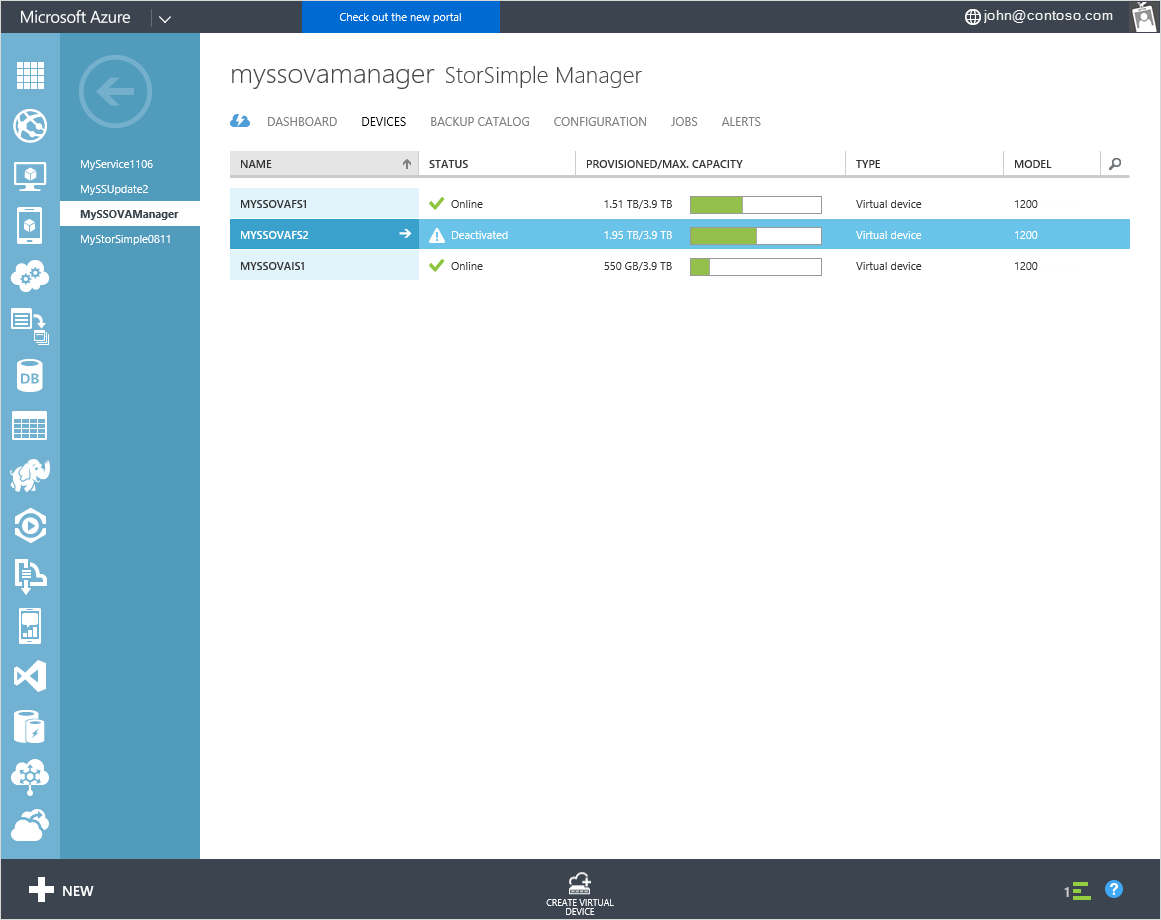 Microsoft Azure
Check out the new portal
john@contoso.com
MyService1106
MySSUpdate2
MySSOVAManager
MyStorSimple0811
DB
myssovamanager StorSimple Manager
DASHBOARD DEVICES BACKUP CATALOG CONFIGURATION JOBS ALERTS
NAME STATUS PROVISIONED/MAX. CAPACITY TYPE MODEL
MYSSOVAFS1 Online 1.51 TB/3.9 TB Virtual device 1200
MYSSOVAFS2 Deactivated 1.95 TB/3.9 TB Virtual device 1200
MYSSOVAIS1 Online 550 GB/3.9 TB Virtual device 1200
NEW
CREATE VIRTUAL
DEVICE
1
?